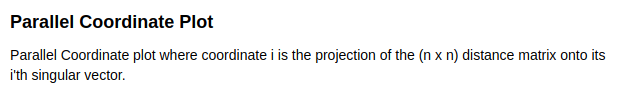 Parallel Coordinate Plot
Parallel Coordinate plot where coordinate i is the projection of the (n x n) distance matrix onto its
i'th singular vector.